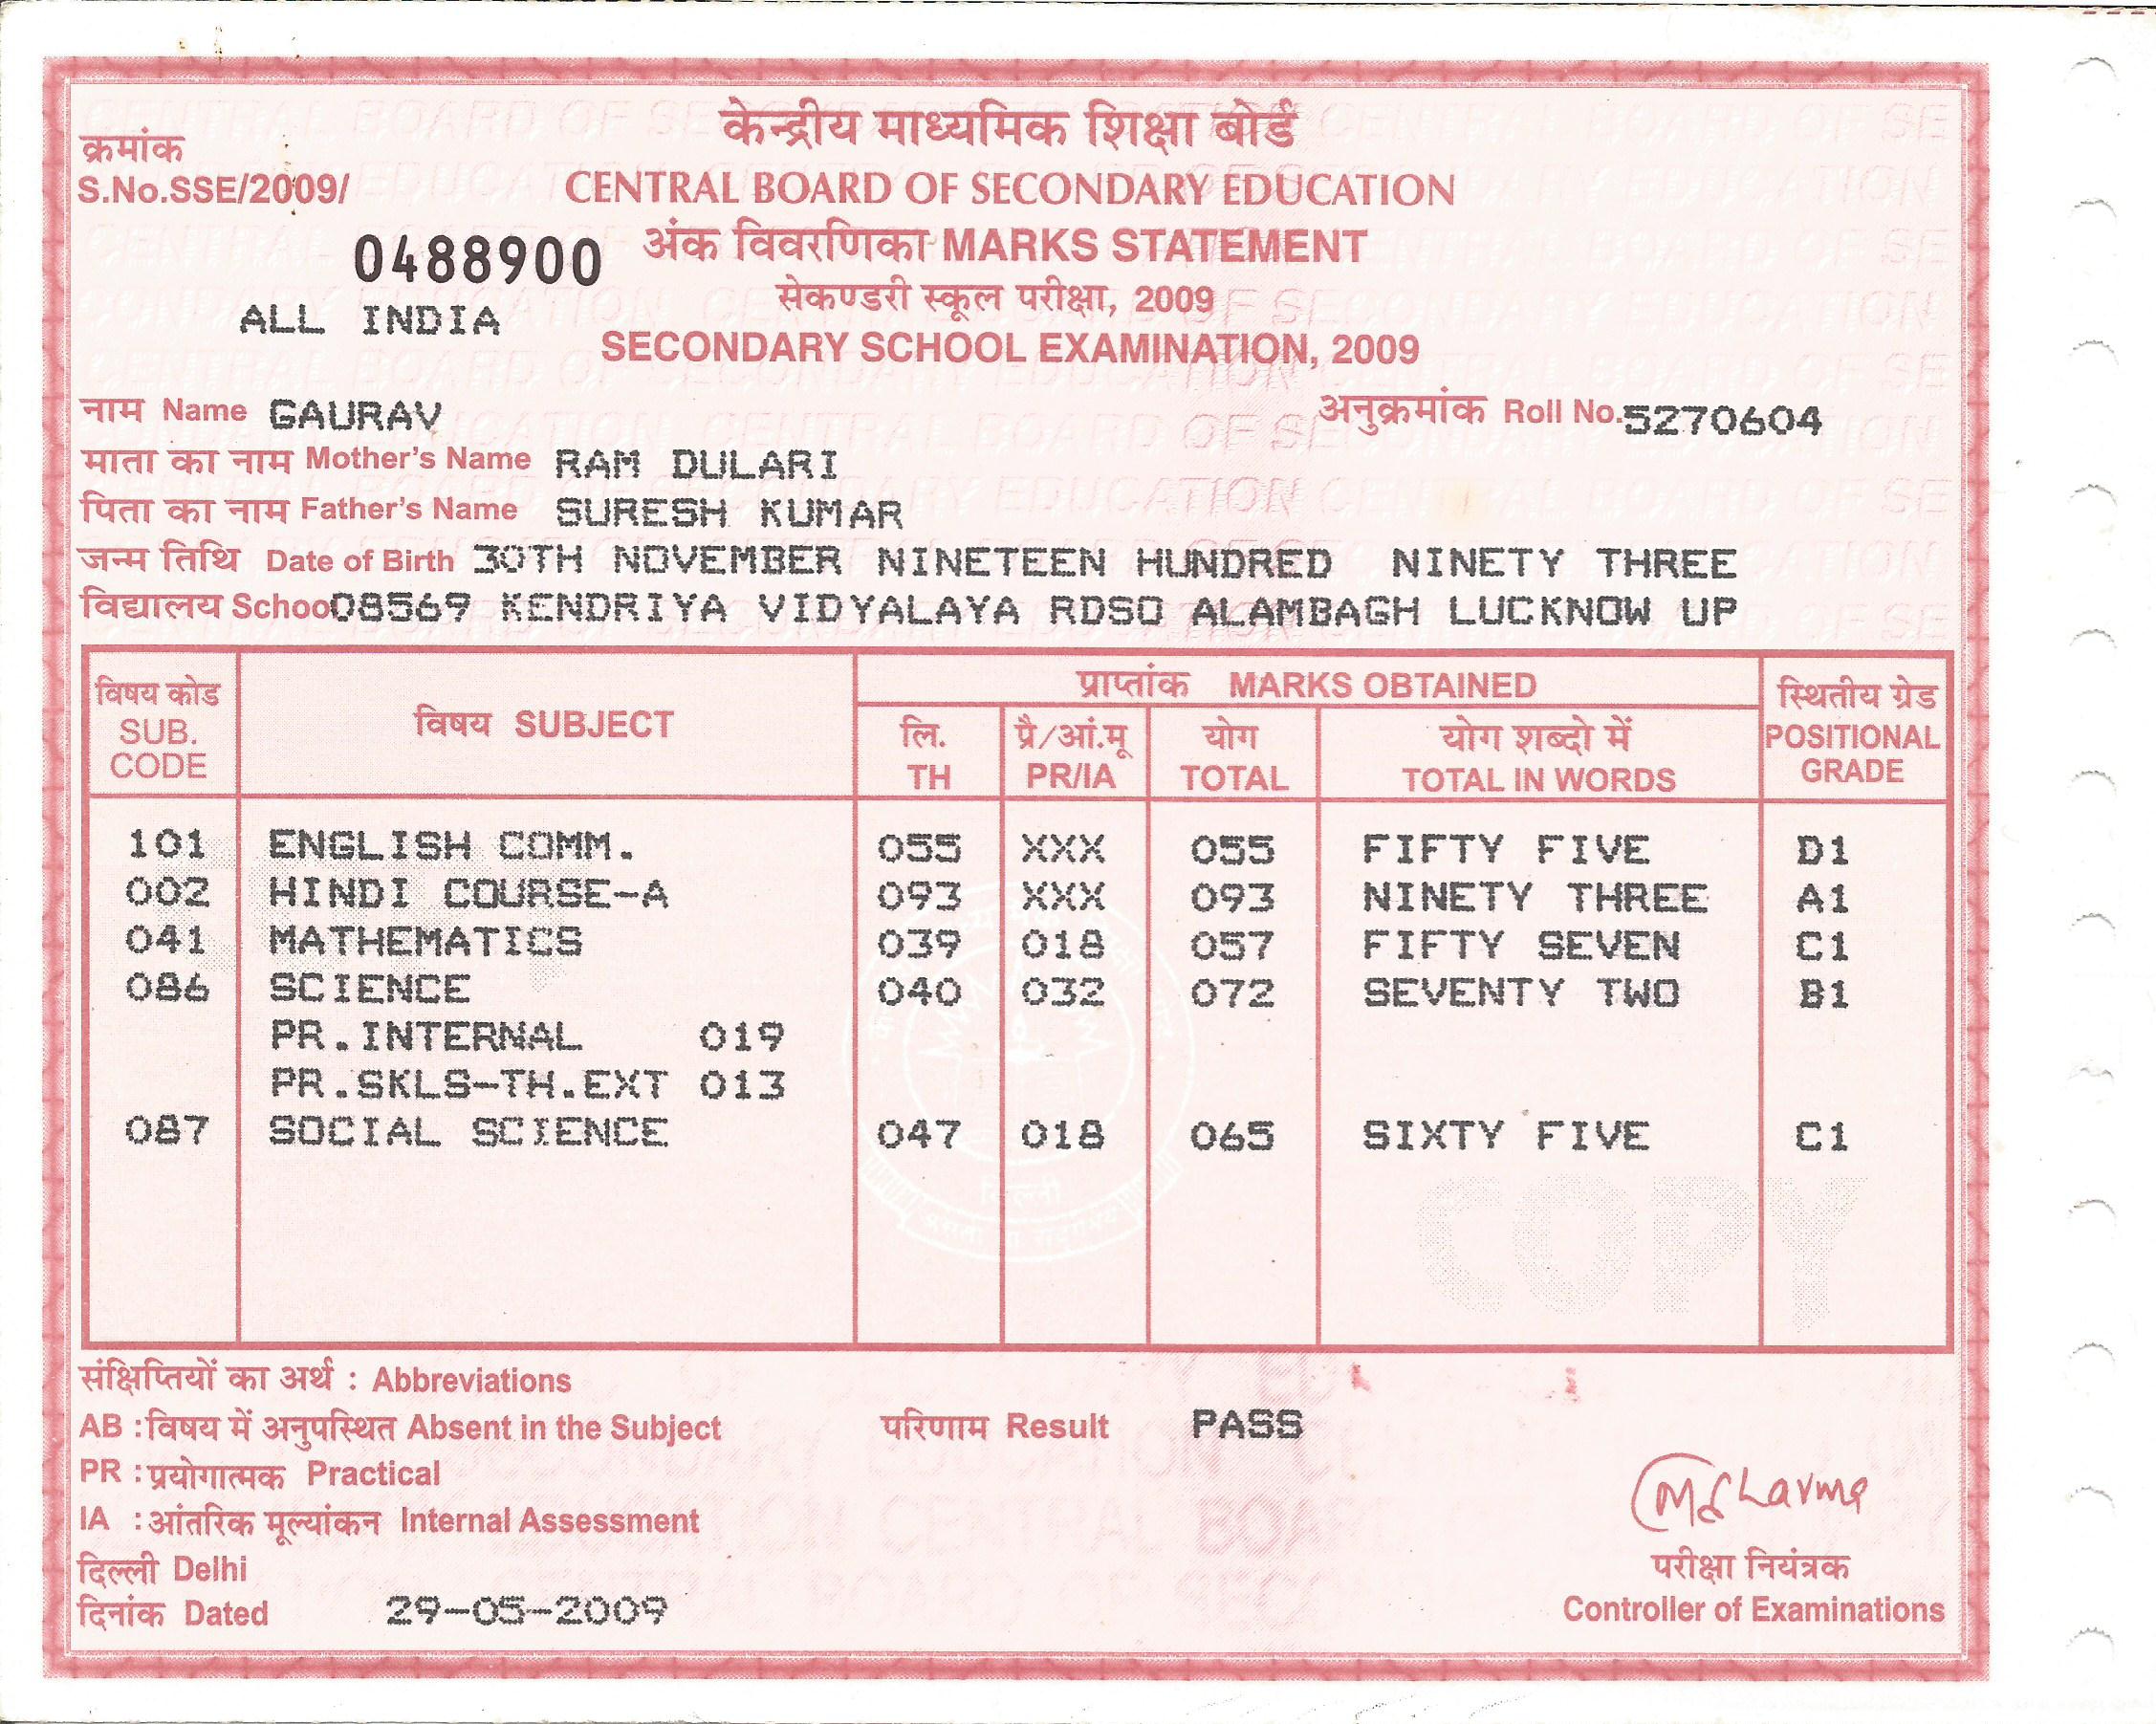 केन्द्रीय माध्यमिक शिक्षा बोर्ड
क्रमांक
S.No.SSE/2009/
CENTRAL BOARD OF SECONDARY EDUCATION
0488900
अंक विवरणिका MARKS STATEMENT
ALL INDIA
सेकण्डरी स्कूल परीक्षा, 2009
SECONDARY SCHOOL EXAMINATION, 2009
नाम Name GAURAV अनुक्रमांक Roll No. 5270604
माता का नाम Mother's Name RAM DULARI
पिता का नाम Father's Name SURESH KUMAR
जन्म तिथि Date of Birth 30TH NOVEMBER NINETEEN HUNDRED NINETY THREE
विद्यालय Schoo08569 KENDRIYA VIDYALAYA RDSO ALAMBAGH LUCKNOW UP
विषय कोड SUB. CODE विषय SUBJECT प्राप्तांक MARKS OBTAINED स्थितीय ग्रेड POSITIONAL GRADE
लि. TH प्रै/आं.मू PR/IA योग TOTAL योग शब्दो में TOTAL IN WORDS
101 ENGLISH COMM. 055 XXX 055 FIFTY FIVE D1
002 HINDI COURSE-A 093 XXX 093 NINETY THREE A1
041 MATHEMATICS 039 018 057 FIFTY SEVEN C1
086 SCIENCE 040 032 072 SEVENTY TWO B1
PR.INTERNAL 019
PR.SKLS-TH.EXT 013
087 SOCIAL SCIENCE 047 018 065 SIXTY FIVE C1
COPY
संक्षिप्तियों का अर्थ : Abbreviations
AB : विषय में अनुपस्थित Absent in the Subject परिणाम Result PASS
PR : प्रयोगात्मक Practical
IA : आंतरिक मूल्यांकन Internal Assessment
MSharma
दिल्ली Delhi परीक्षा नियंत्रक
दिनांक Dated 29-05-2009 Controller of Examinations